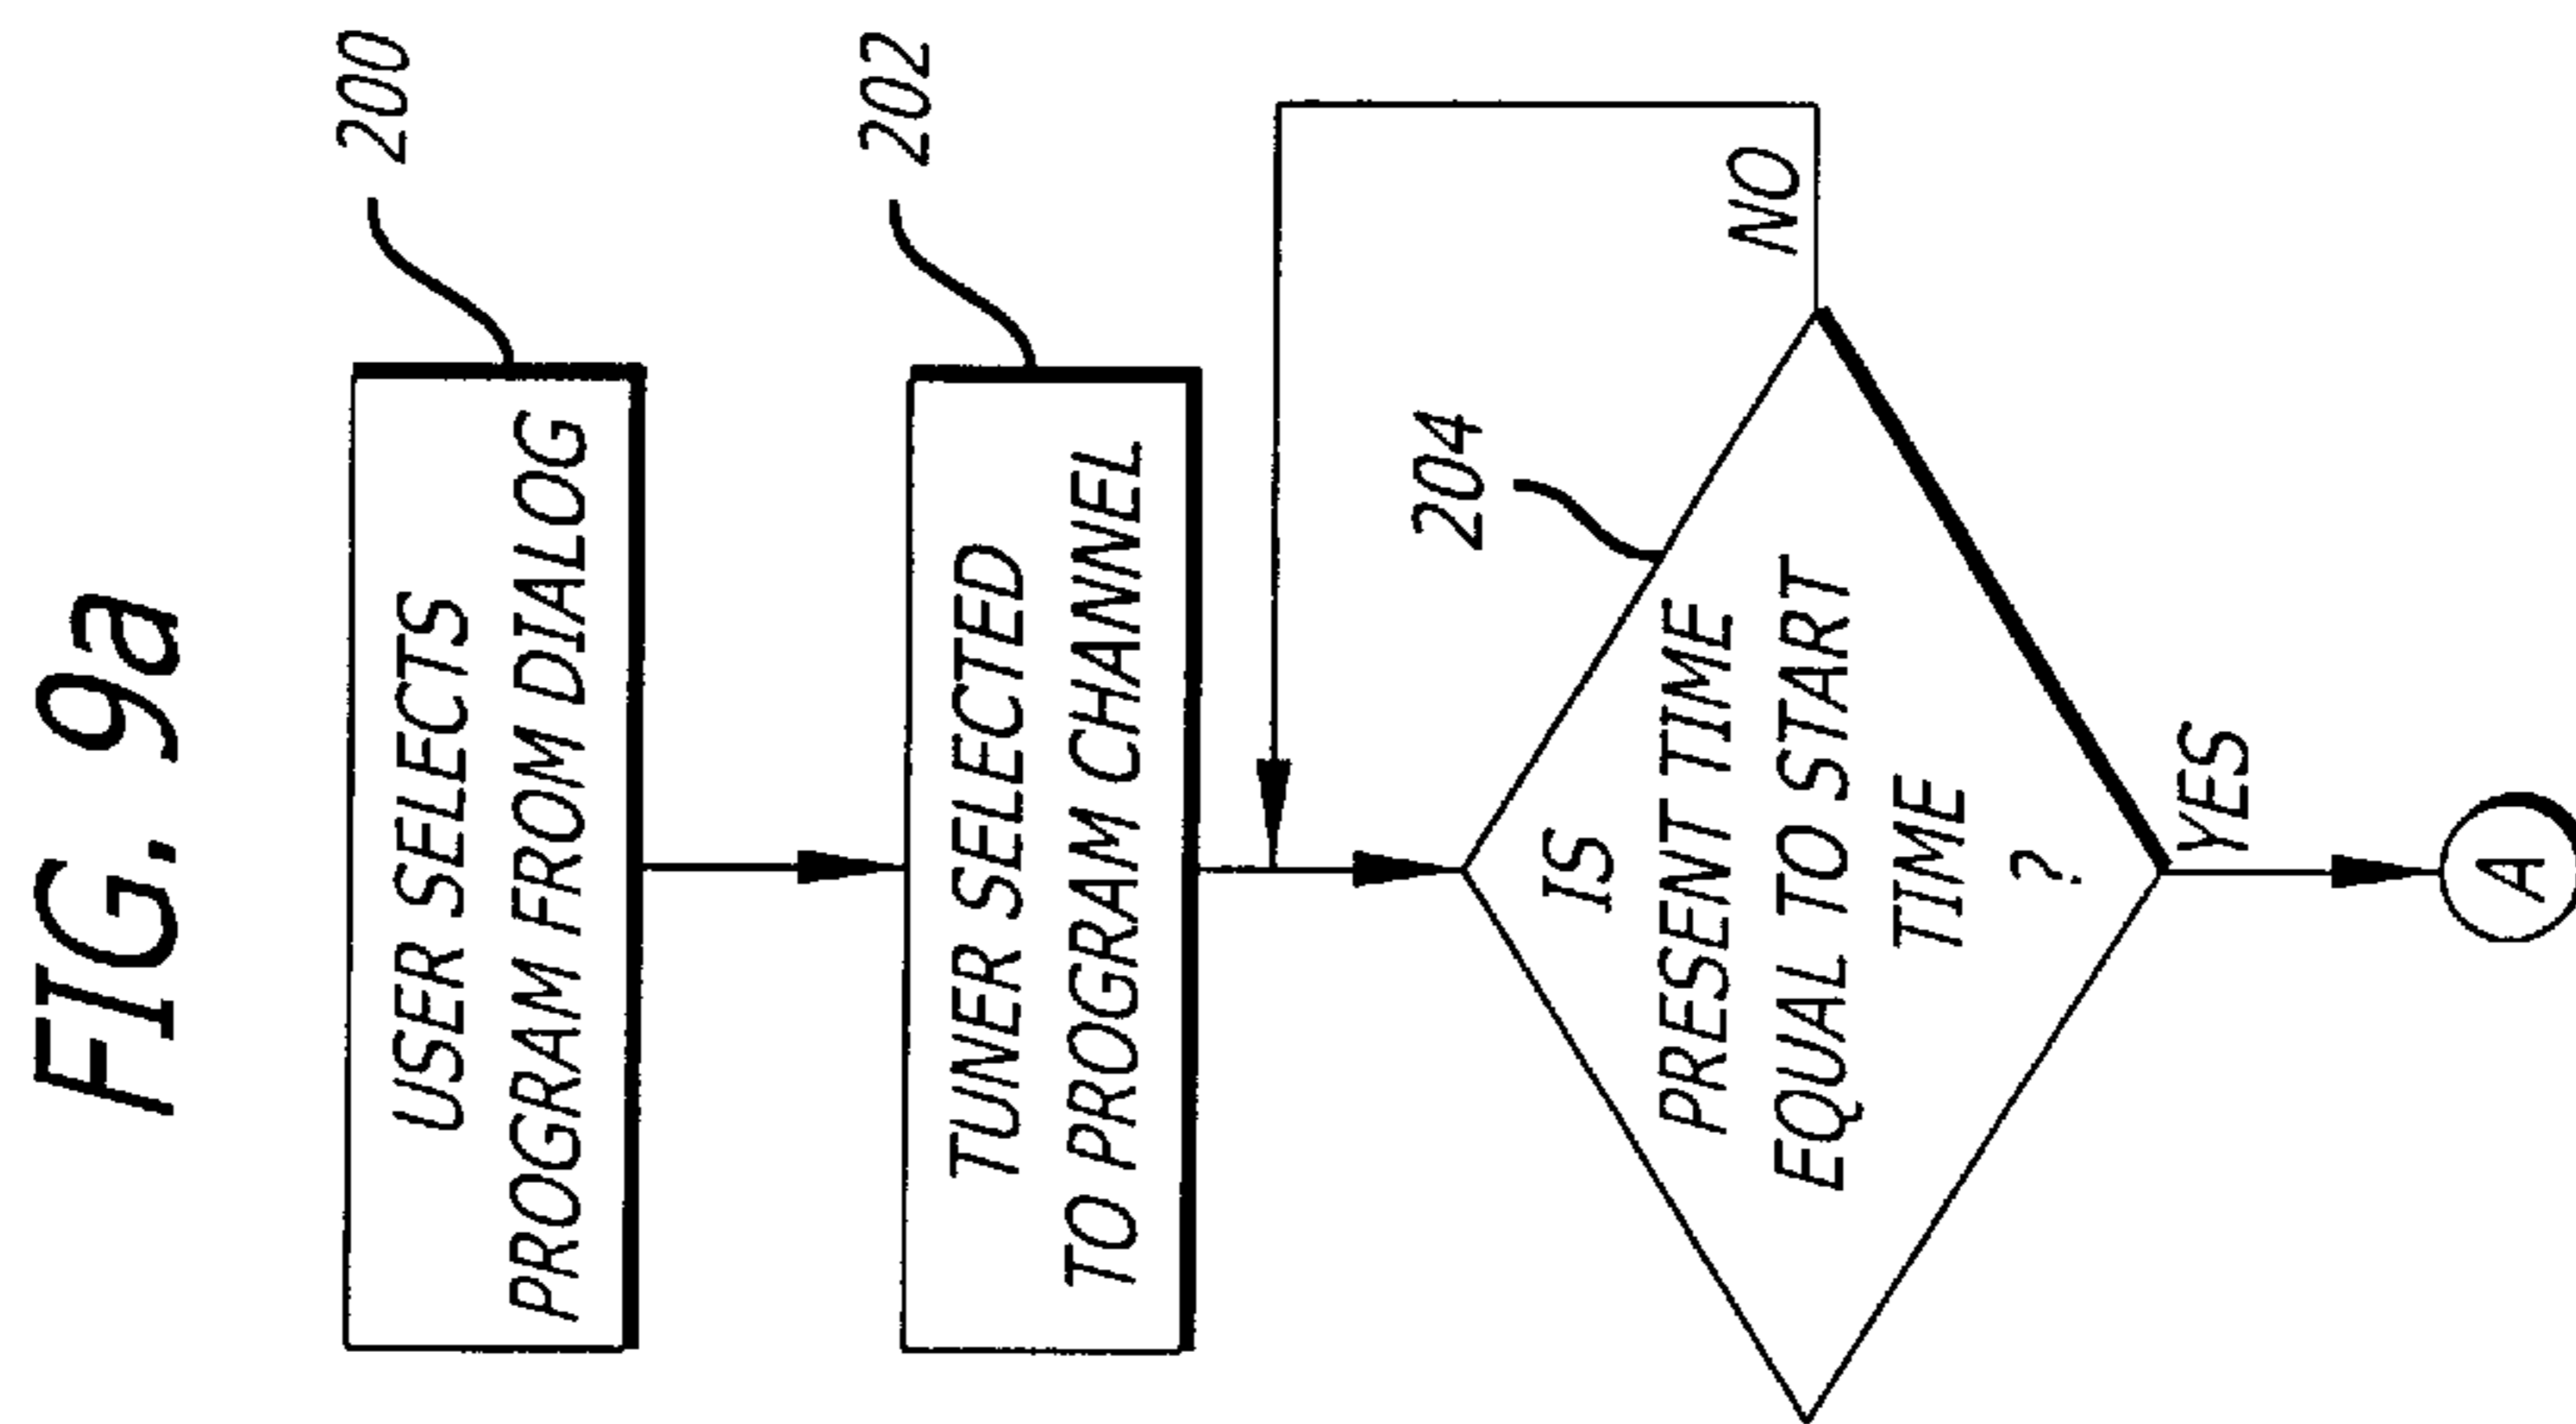 FIG. 9a
200
USER SELECTS
PROGRAM FROM DIALOG
202
TUNER SELECTED
TO PROGRAM CHANNEL
204
IS
PRESENT TIME
EQUAL TO START
TIME
?
NO
YES
A